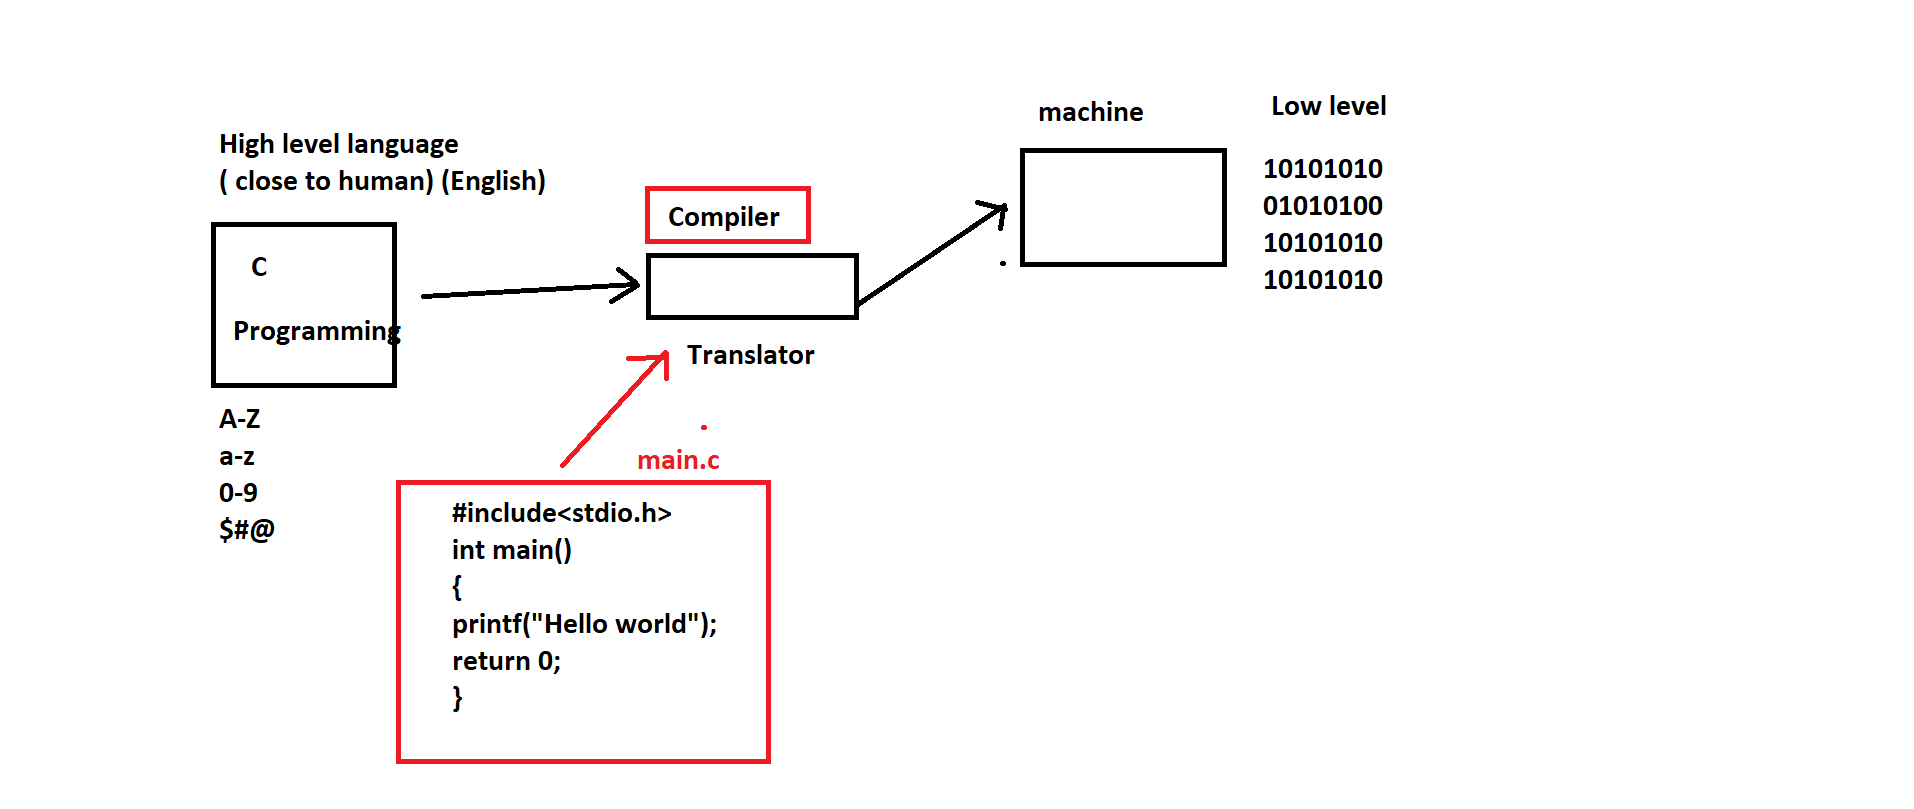 High level language
( close to human) (English)
C
Programming
A-Z
a-z
0-9
$#@
Compiler
Translator
machine
Low level
10101010
01010100
10101010
10101010
main.c
#include<stdio.h>
int main()
{
printf("Hello world");
return 0;
}